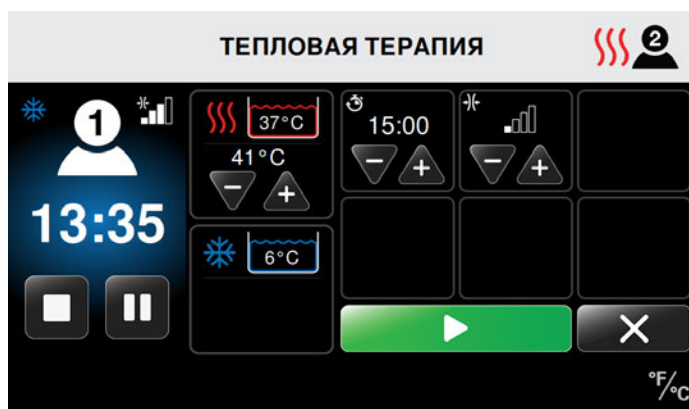 ТЕПЛОВАЯ ТЕРАПИЯ
2
1
13:35
37°C
41°C
− +
6°C
15:00
− +
− +
°F/°C